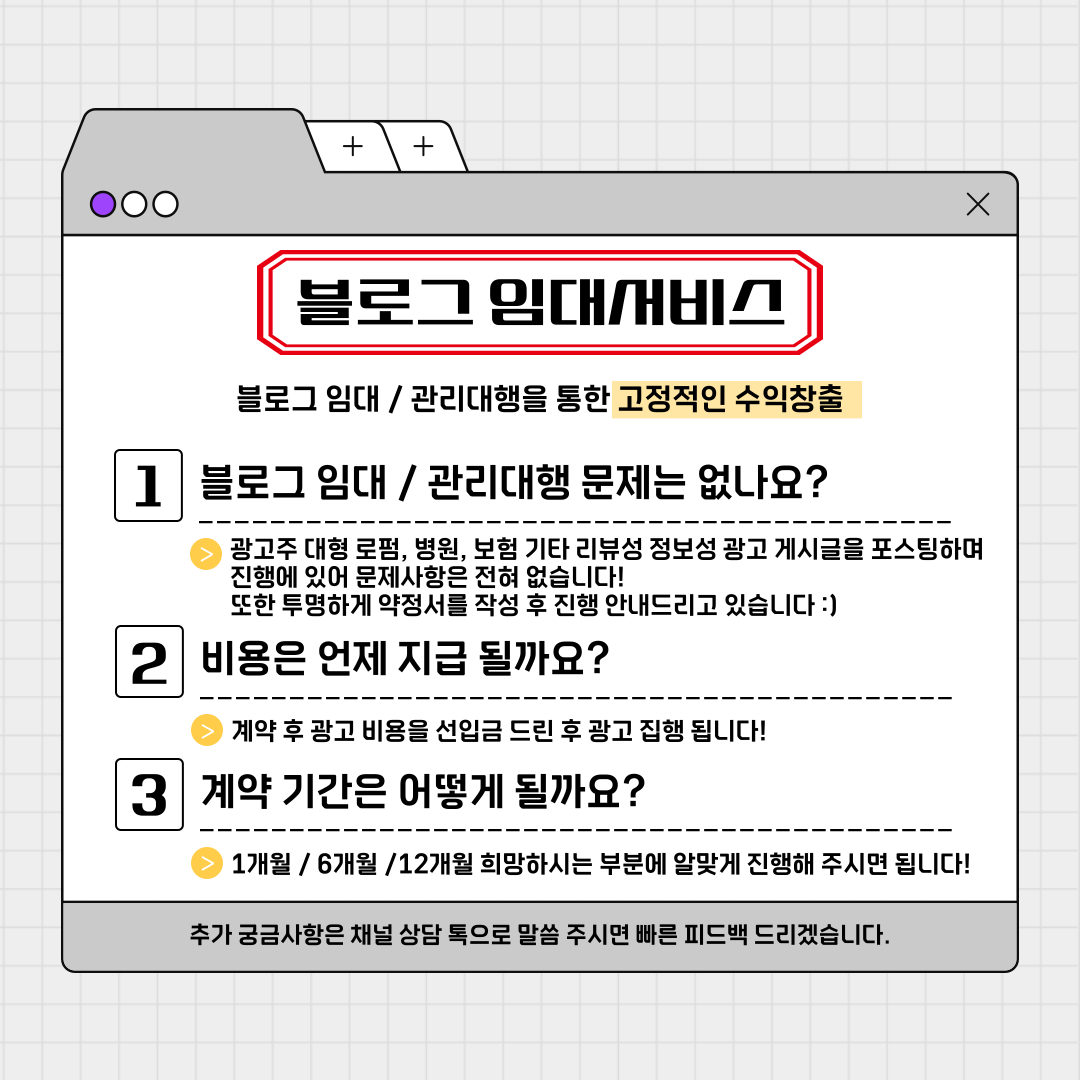 블로그 임대서비스
블로그 임대 / 관리대행을 통한 고정적인 수익창출
1 블로그 임대 / 관리대행 문제는 없나요?
> 광고주 대형 로펌, 병원, 보험 기타 리뷰성 정보성 광고 게시글을 포스팅하며
진행에 있어 문제사항은 전혀 없습니다!
또한 투명하게 약정서를 작성 후 진행 안내드리고 있습니다 :)
2 비용은 언제 지급 될까요?
> 계약 후 광고 비용을 선입금 드린 후 광고 집행 됩니다!
3 계약 기간은 어떻게 될까요?
> 1개월 / 6개월 /12개월 희망하시는 부분에 알맞게 진행해 주시면 됩니다!
추가 궁금사항은 채널 상담 톡으로 말씀 주시면 빠른 피드백 드리겠습니다.